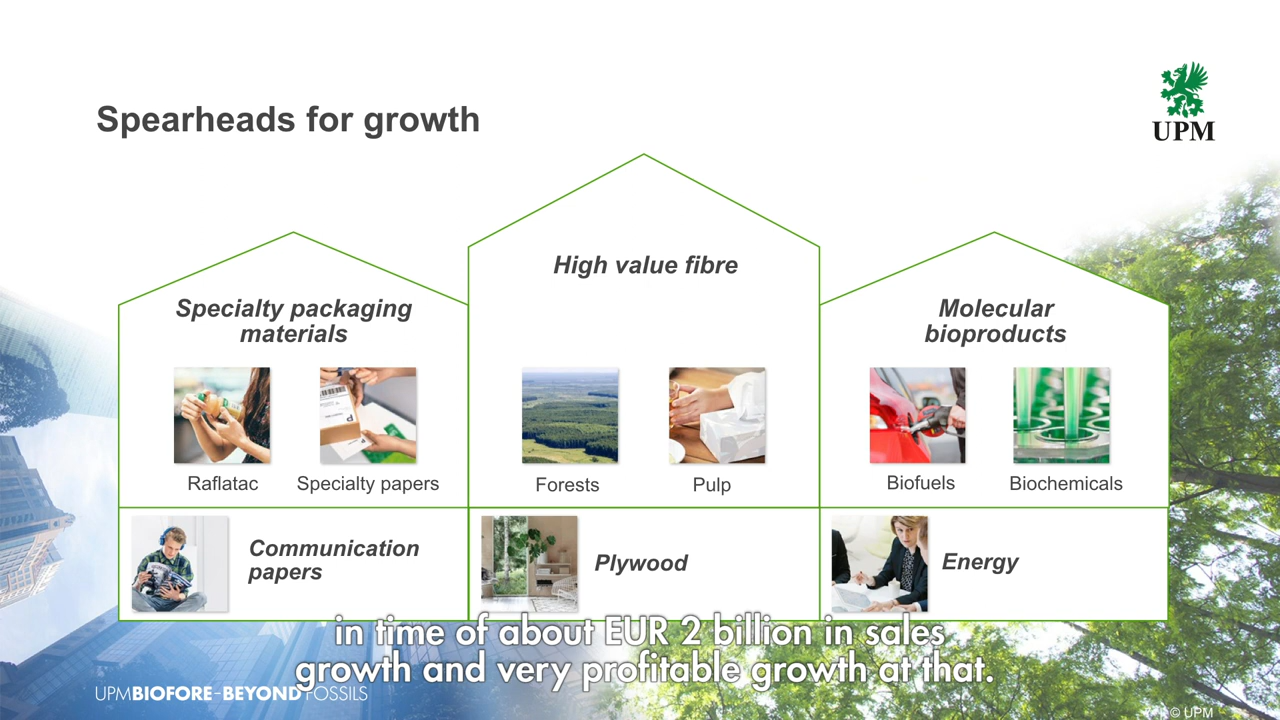 Spearheads for growth
UPM
High value fibre
Specialty packaging
materials
Molecular
bioproducts
Raflatac
Specialty papers
Forests
Pulp
Biofuels
Biochemicals
Communication
papers
Plywood
Energy
in time of about EUR 2 billion in sales
growth and very profitable growth at that.
UPMBIOFORE–BEYONDFOSSILS
© UPM